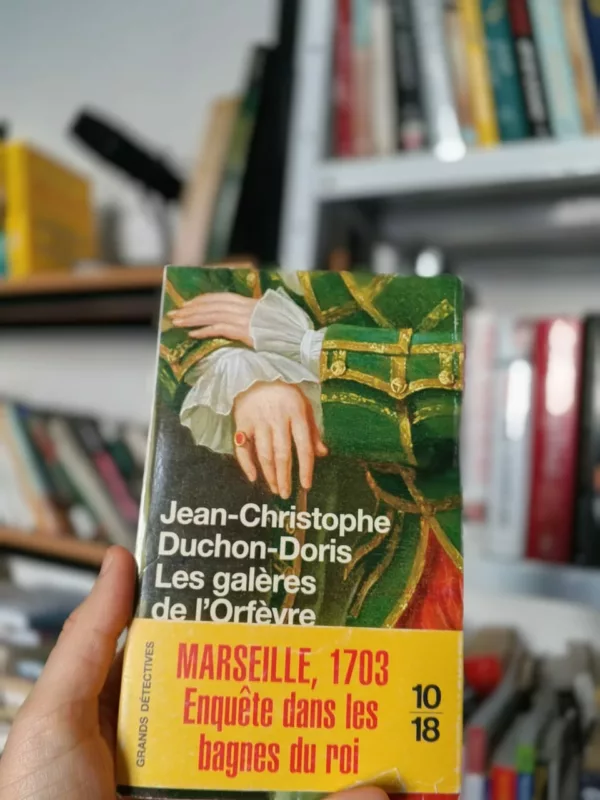 Jean-Christophe
Duchon-Doris
Les galères
de l'Orfèvre
GRANDS DÉTECTIVES
MARSEILLE, 1703
Enquête dans les
bagnes du roi
10
18